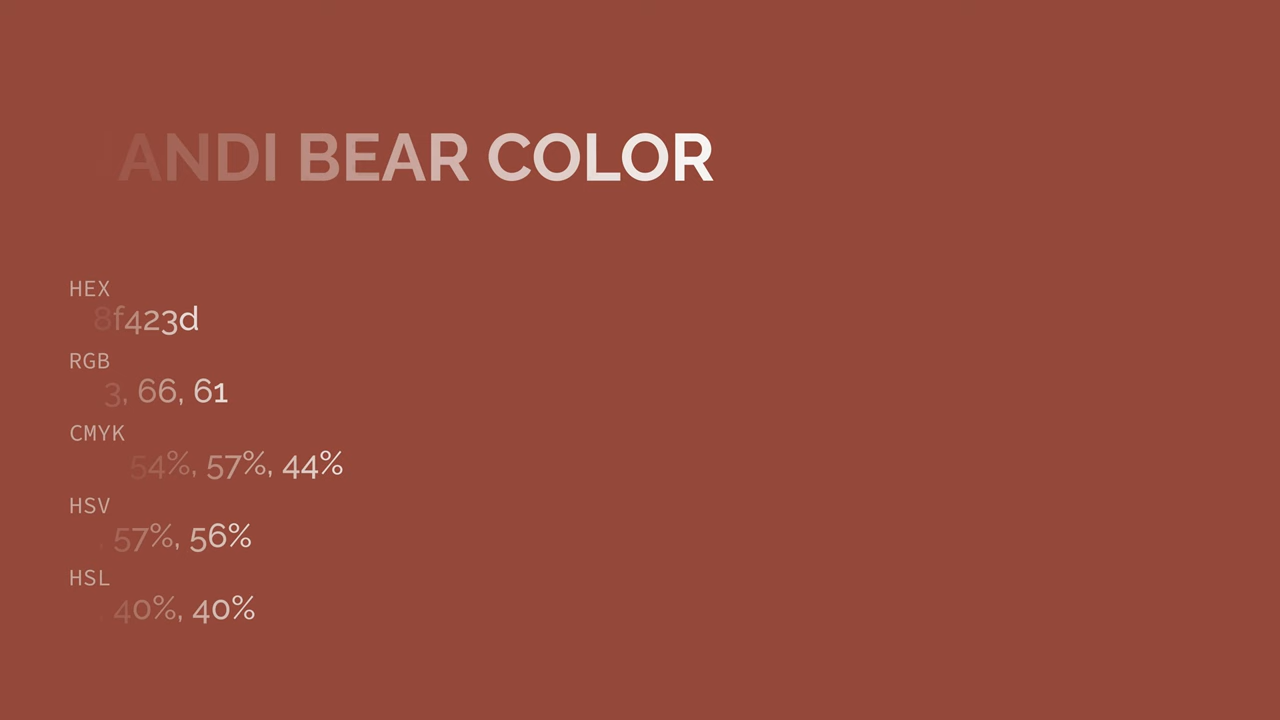 ANDI BEAR COLOR
HEX
8f423d
RGB
3, 66, 61
CMYK
54%, 57%, 44%
HSV
57%, 56%
HSL
40%, 40%